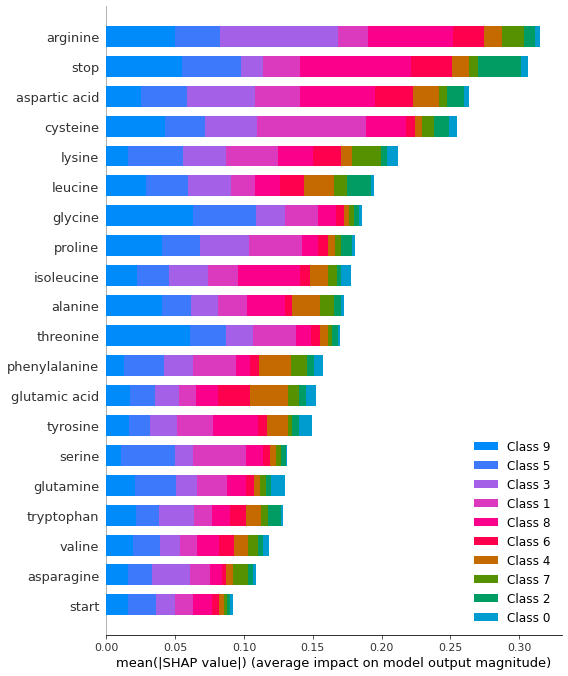 arginine
stop
aspartic acid
cysteine
lysine
leucine
glycine
proline
isoleucine
alanine
threonine
phenylalanine
glutamic acid
tyrosine
serine
glutamine
tryptophan
valine
asparagine
start
Class 9
Class 5
Class 3
Class 1
Class 8
Class 6
Class 4
Class 7
Class 2
Class 0
0.00 0.05 0.10 0.15 0.20 0.25 0.30
mean(|SHAP value|) (average impact on model output magnitude)